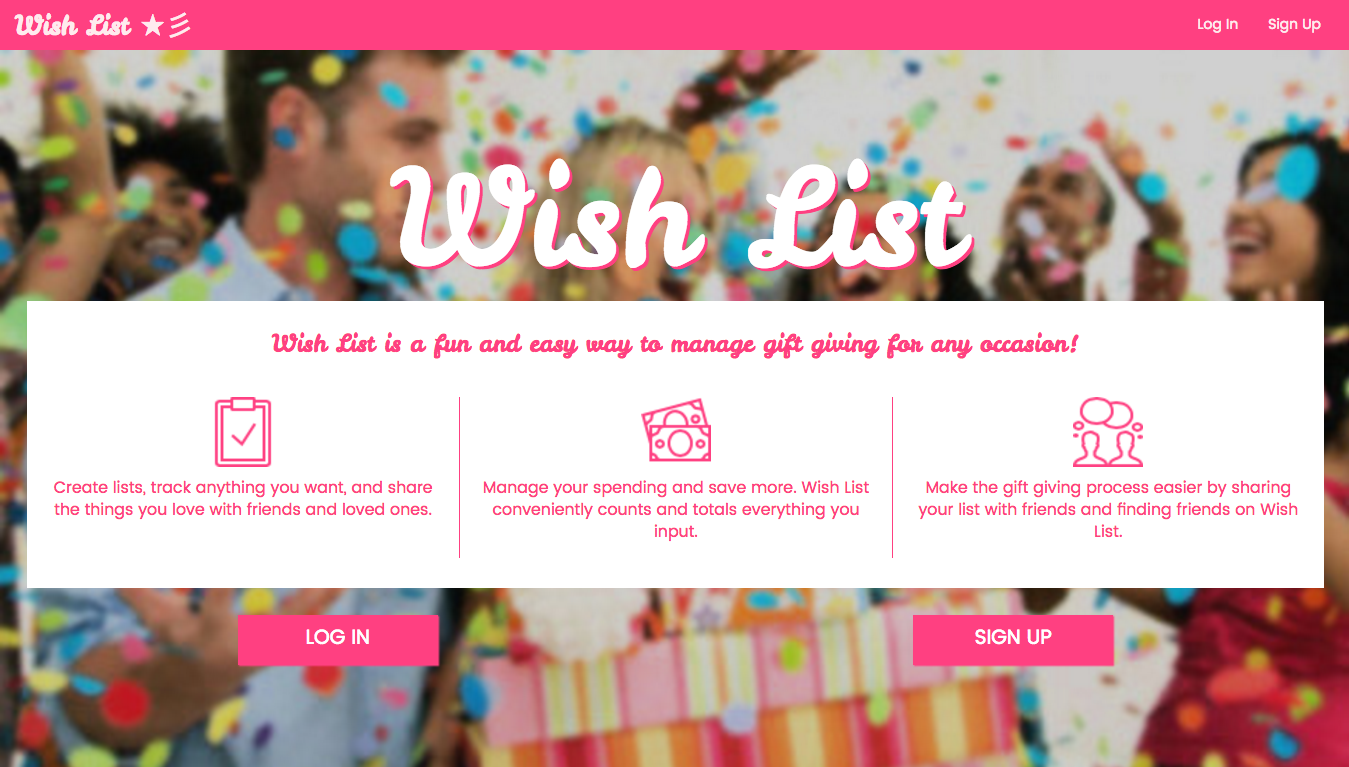 Wish List ★彡
Log In
Sign Up
Wish List
Wish List is a fun and easy way to manage gift giving for any occasion!
Create lists, track anything you want, and share
the things you love with friends and loved ones.
Manage your spending and save more. Wish List
conveniently counts and totals everything you
input.
Make the gift giving process easier by sharing
your list with friends and finding friends on Wish
List.
LOG IN
SIGN UP